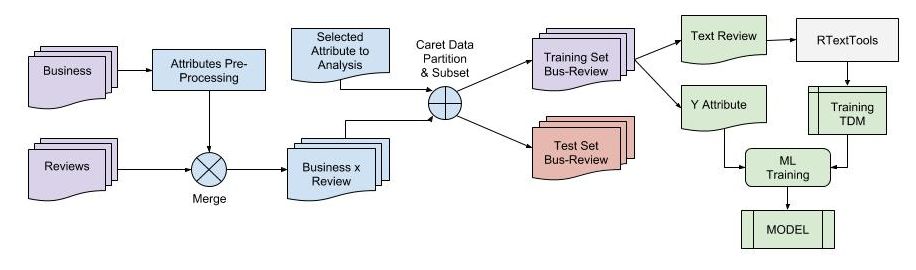 Business
Attributes Pre-
Processing
Reviews
Merge
Selected
Attribute to
Analysis
Business x
Review
Caret Data
Partition
& Subset
Training Set
Bus-Review
Test Set
Bus-Review
Text Review
RTextTools
Y Attribute
Training
TDM
ML
Training
MODEL